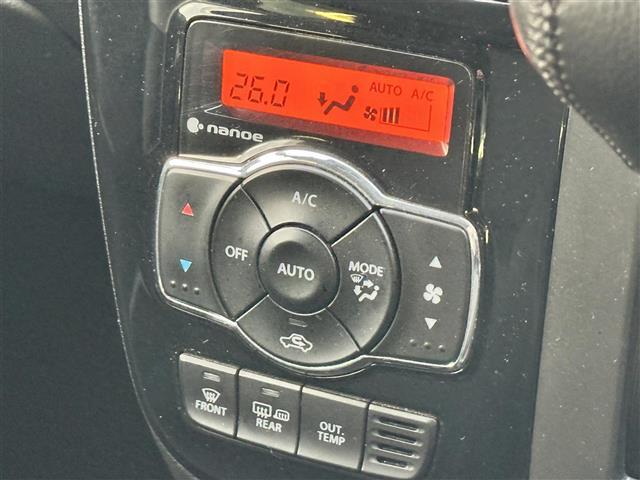 26.0 AUTO A/C
nanoe
A/C
OFF
AUTO
MODE
FRONT
REAR
OUT.
TEMP